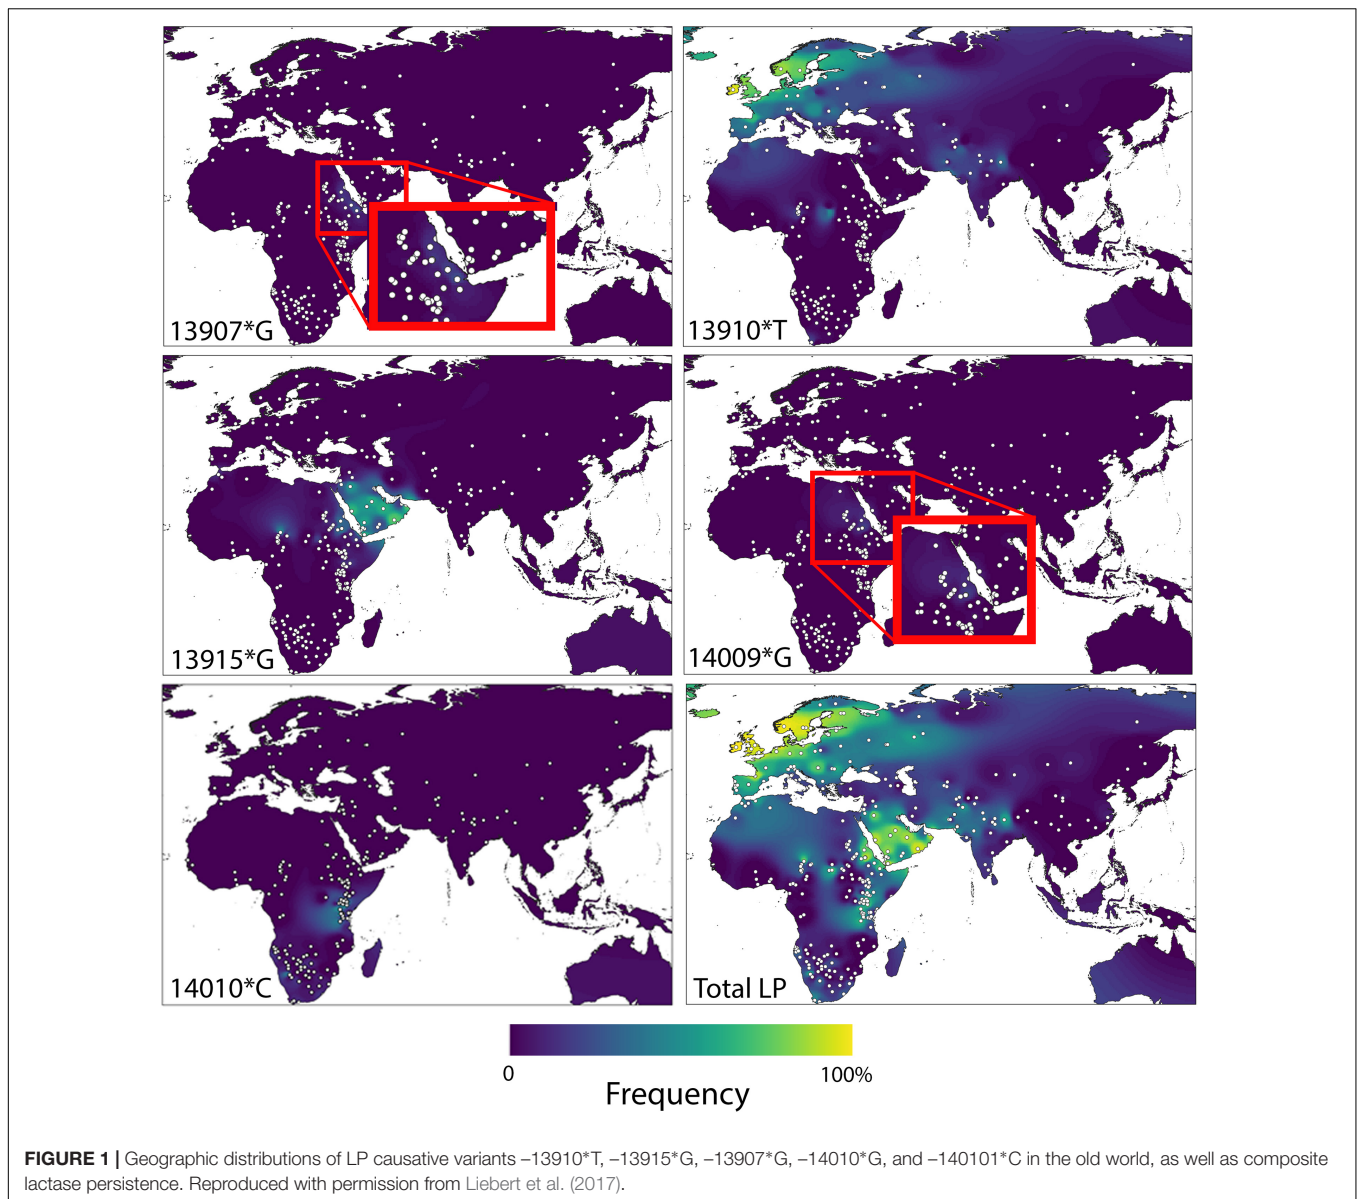 13907*G
13910*T
13915*G
14009*G
14010*C
Total LP
0
100%
Frequency
FIGURE 1 | Geographic distributions of LP causative variants –13910*T, –13915*G, –13907*G, –14010*G, and –140101*C in the old world, as well as composite
lactase persistence. Reproduced with permission from Liebert et al. (2017).